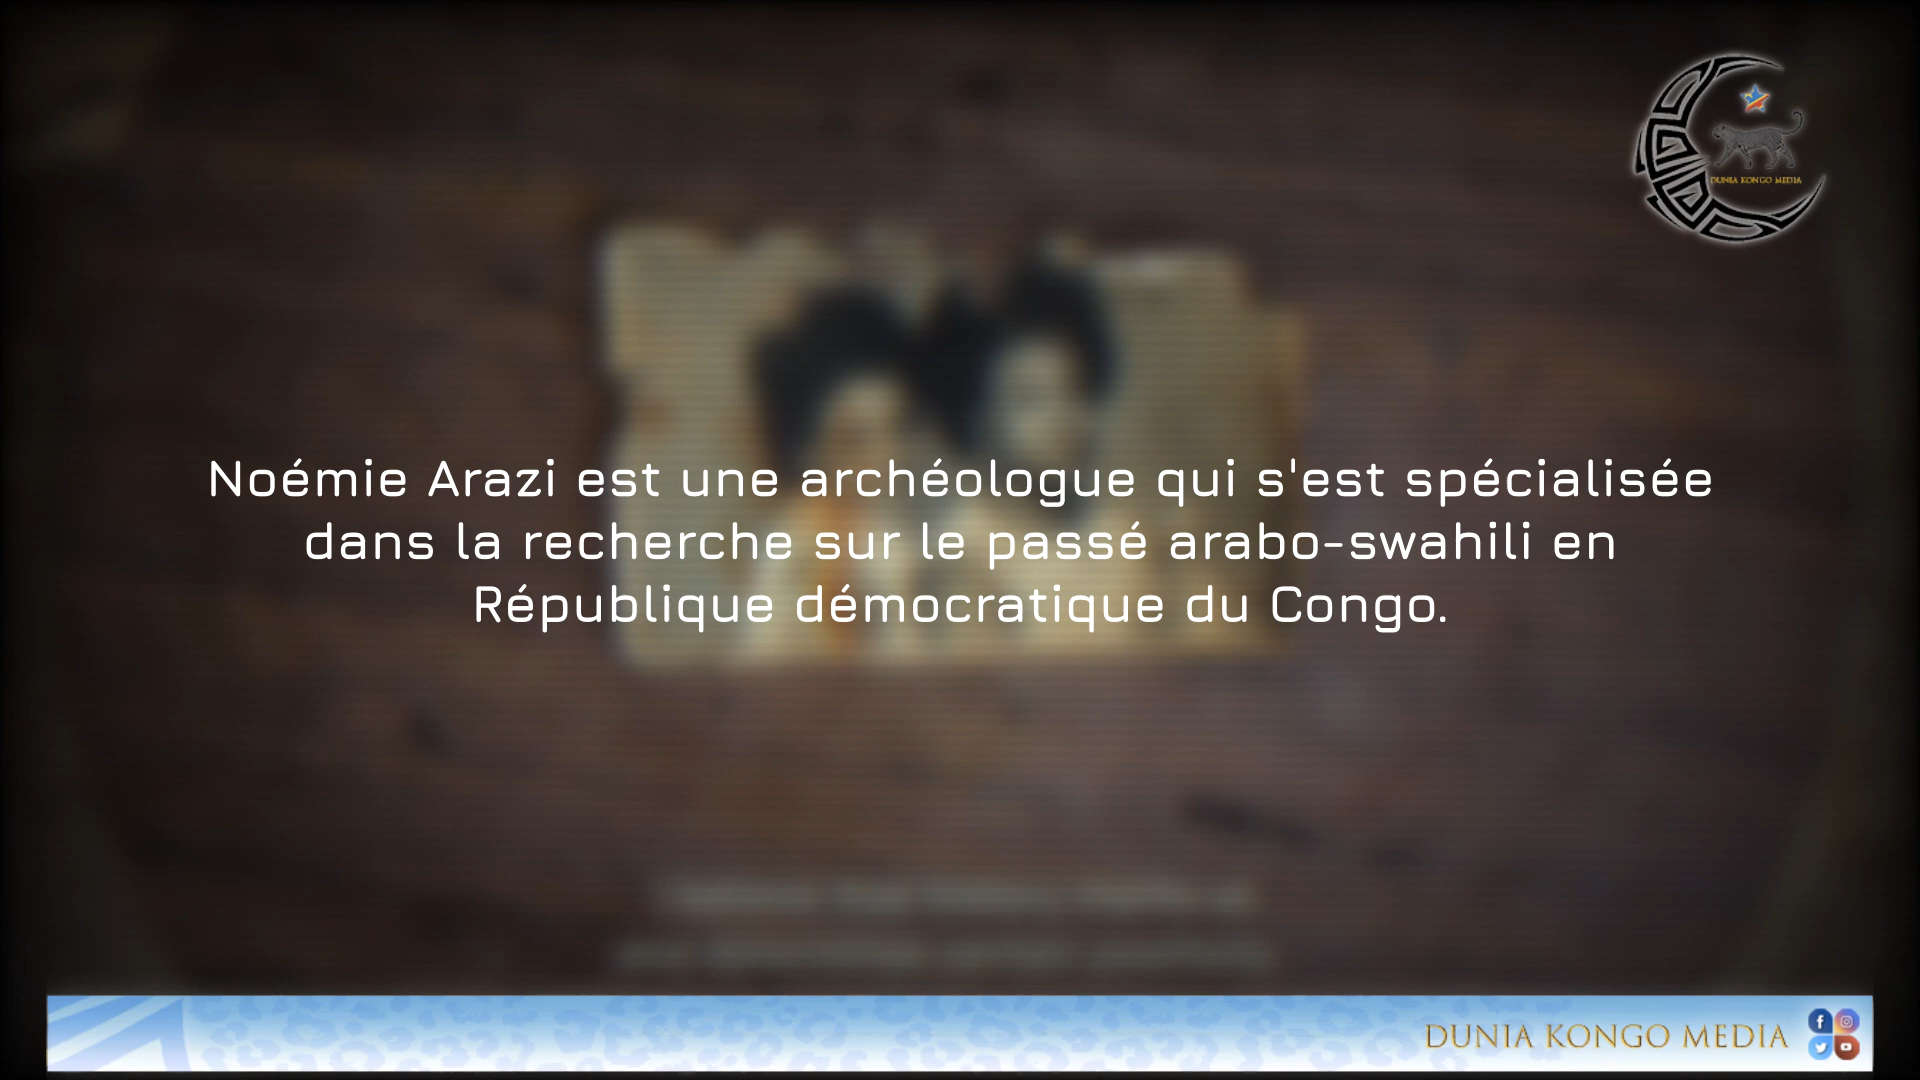 DUNIA KONGO MEDIA
Noémie Arazi est une archéologue qui s'est spécialisée
dans la recherche sur le passé arabo-swahili en
République démocratique du Congo.
DUNIA KONGO MEDIA